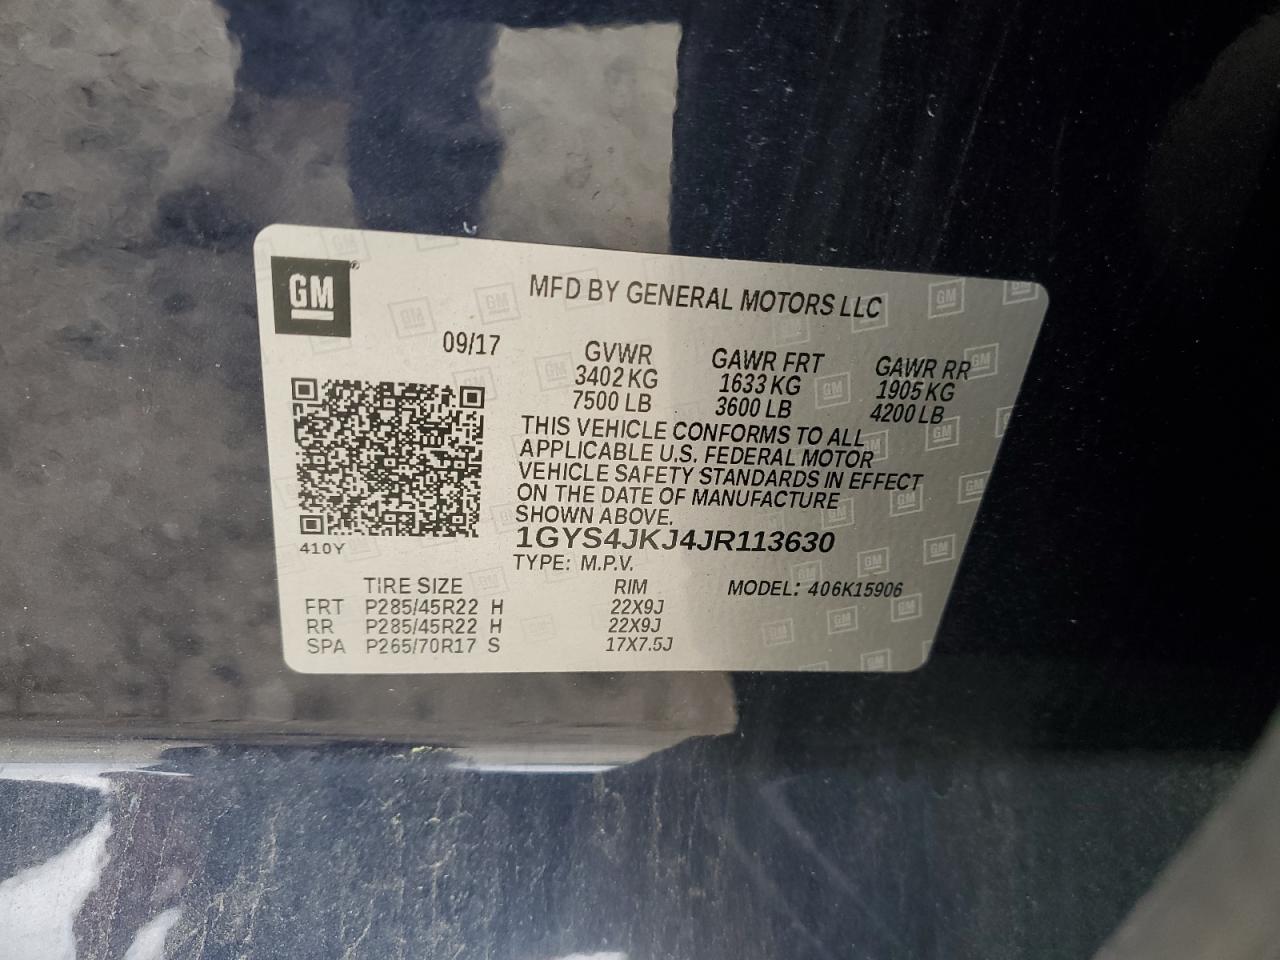 GM
MFD BY GENERAL MOTORS LLC
09/17
GVWR GAWR FRT GAWR RR
3402 KG 1633 KG 1905 KG
7500 LB 3600 LB 4200 LB
THIS VEHICLE CONFORMS TO ALL
APPLICABLE U.S. FEDERAL MOTOR
VEHICLE SAFETY STANDARDS IN EFFECT
ON THE DATE OF MANUFACTURE
SHOWN ABOVE.
1GYS4JKJ4JR113630
410Y
TYPE: M.P.V.
TIRE SIZE RIM MODEL: 406K15906
FRT P285/45R22 H 22X9J
RR P285/45R22 H 22X9J
SPA P265/70R17 S 17X7.5J